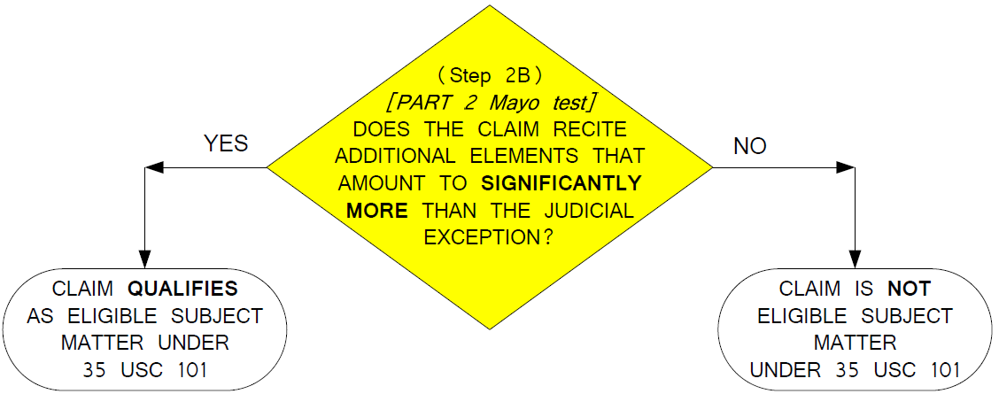 (Step 2B)
[PART 2 Mayo test]
DOES THE CLAIM RECITE
ADDITIONAL ELEMENTS THAT
AMOUNT TO SIGNIFICANTLY
MORE THAN THE JUDICIAL
EXCEPTION?
YES
NO
CLAIM QUALIFIES
AS ELIGIBLE SUBJECT
MATTER UNDER
35 USC 101
CLAIM IS NOT
ELIGIBLE SUBJECT
MATTER
UNDER 35 USC 101